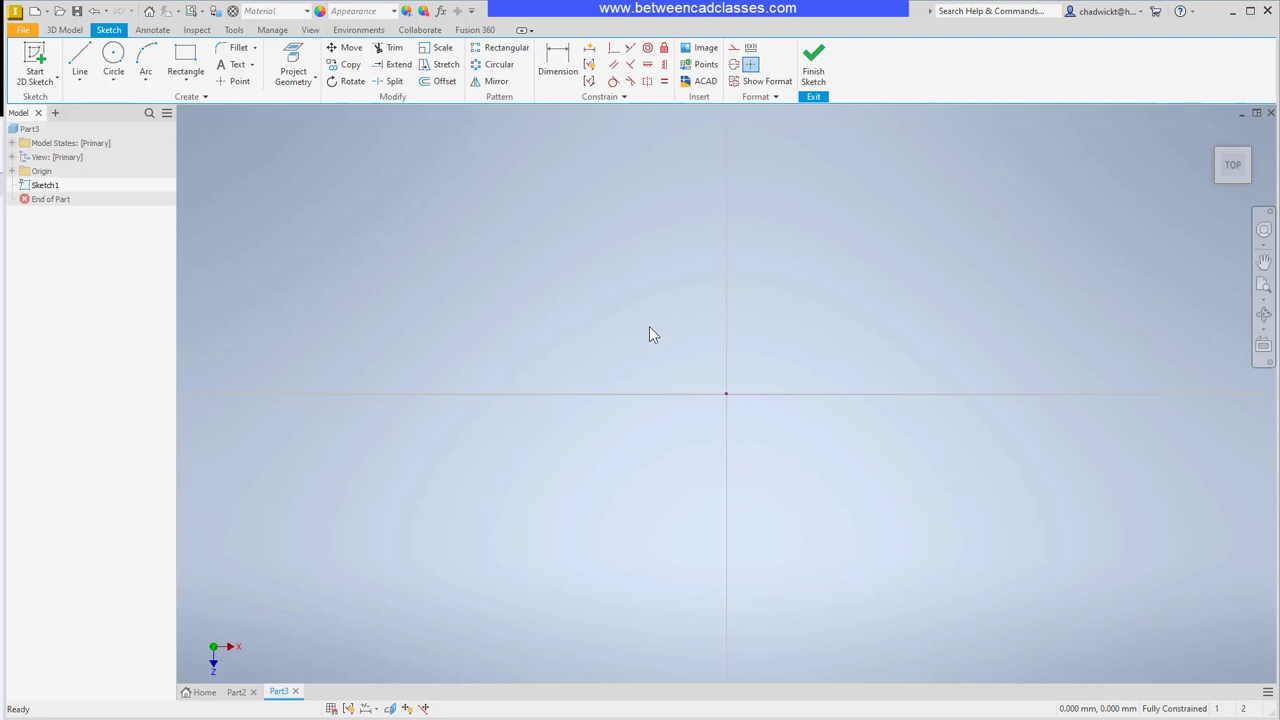 www.betweencadclasses.com
Material Appearance Search Help & Commands... chadwickt@h...
File 3D Model Sketch Annotate Inspect Tools Manage View Environments Collaborate Fusion 360
Start 2D Sketch Line Circle Arc Rectangle Fillet Text Point Project Geometry
Move Copy Rotate Trim Extend Split Scale Stretch Offset
Rectangular Circular Mirror Dimension Image Points ACAD Show Format Finish Sketch
Sketch Create Modify Pattern Constrain Insert Format Exit
Model
TOP
Part3
Model States: [Primary]
View: [Primary]
Origin
Sketch1
End of Part
X
Z
Home Part2 Part3
Ready 0.000 mm, 0.000 mm Fully Constrained 1 2